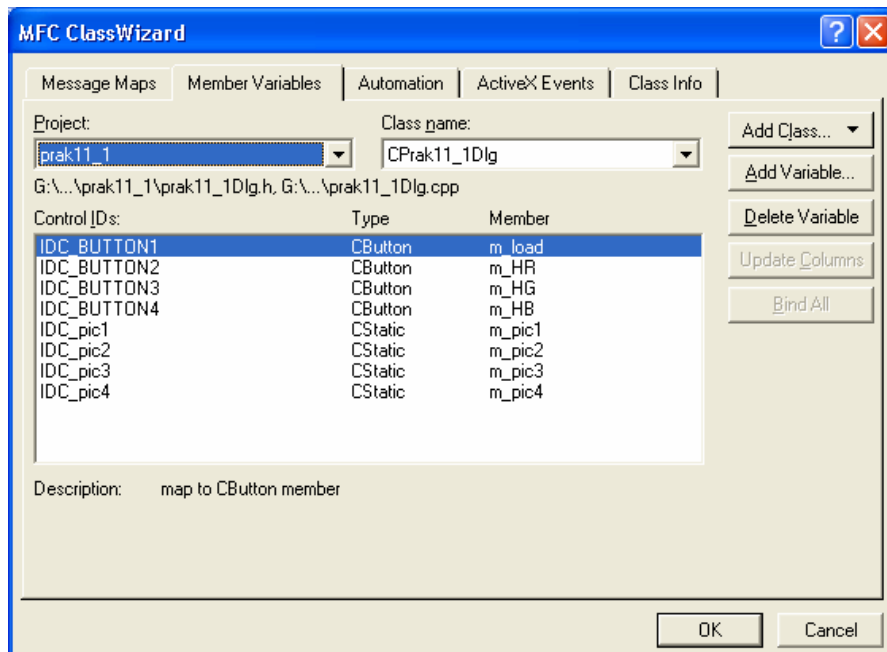 MFC ClassWizard
Message Maps Member Variables Automation ActiveX Events Class Info
Project: Class name:
prak11_1 CPrak11_1Dlg
G:\...\prak11_1\prak11_1Dlg.h, G:\...\prak11_1Dlg.cpp
Control IDs: Type Member
IDC_BUTTON1 CButton m_load
IDC_BUTTON2 CButton m_HR
IDC_BUTTON3 CButton m_HG
IDC_BUTTON4 CButton m_HB
IDC_pic1 CStatic m_pic1
IDC_pic2 CStatic m_pic2
IDC_pic3 CStatic m_pic3
IDC_pic4 CStatic m_pic4
Description: map to CButton member
Add Class...
Add Variable...
Delete Variable
Update Columns
Bind All
OK Cancel